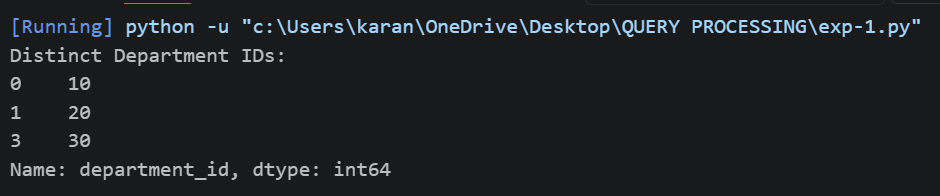 [Running] python -u "c:\Users\karan\OneDrive\Desktop\QUERY PROCESSING\exp-1.py"
Distinct Department IDs:
0    10
1    20
3    30
Name: department_id, dtype: int64